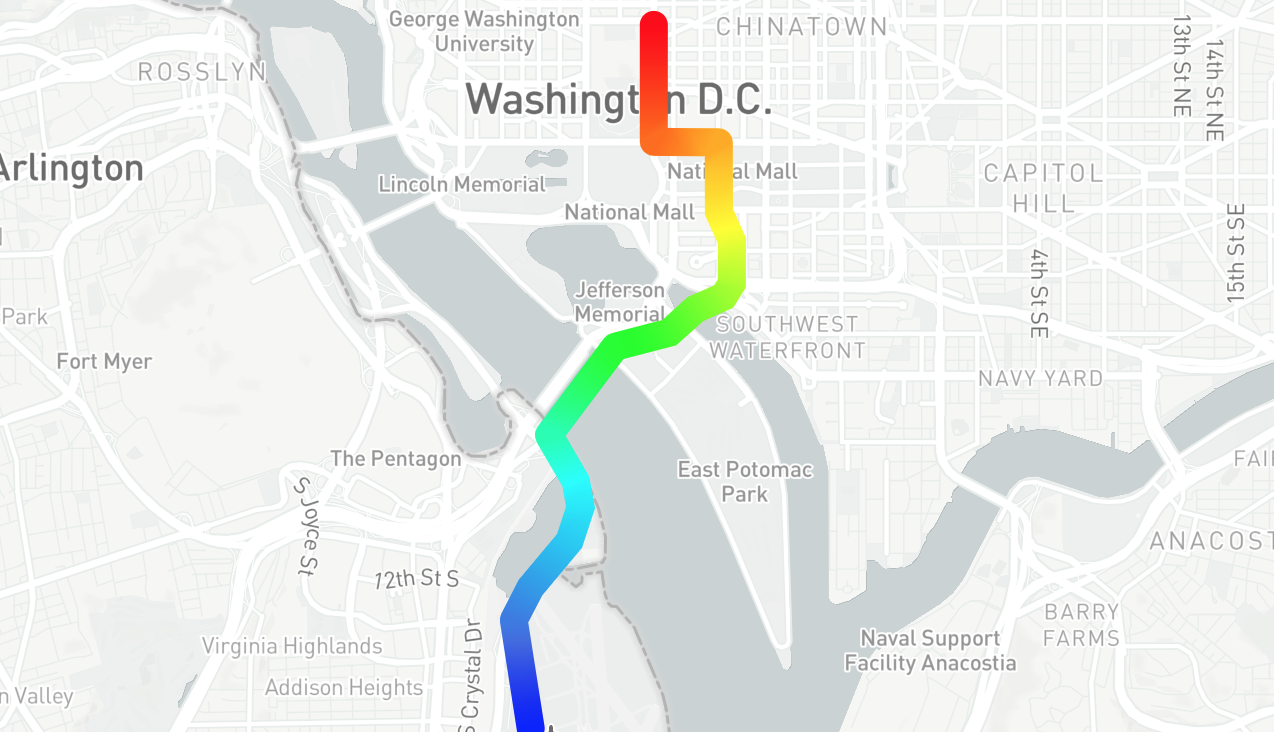 George Washington
University
CHINATOWN
13th St NE
14th St NE
ROSSLYN
Washington D.C.
Arlington
National Mall
Lincoln Memorial
CAPITOL
HILL
National Mall
15th St SE
4th St SE
Jefferson
Memorial
Park
SOUTHWEST
WATERFRONT
Fort Myer
NAVY YARD
The Pentagon
East Potomac
Park
FAI
S Joyce St
ANACOST
12th St S
BARRY
FARMS
Naval Support
Facility Anacostia
Virginia Highlands
S Crystal Dr
Addison Heights
n Valley